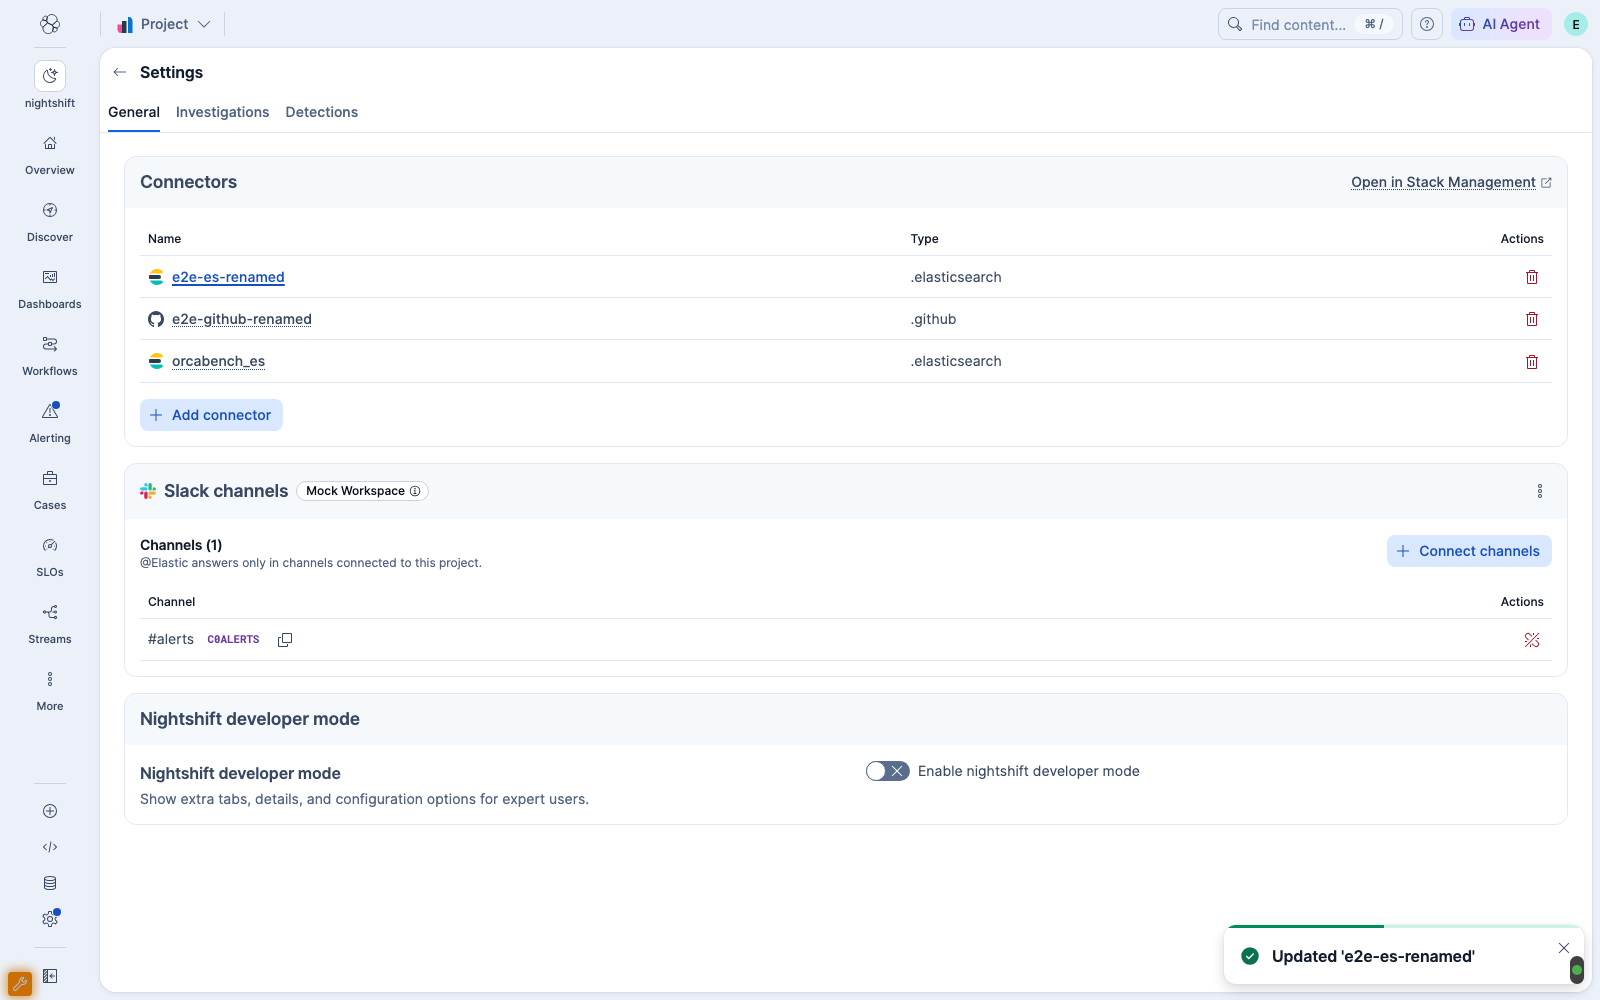 Project
Find content...
⌘ /
AI Agent
E
nightshift
Overview
Discover
Dashboards
Workflows
Alerting
Cases
SLOs
Streams
More
Settings
General
Investigations
Detections
Connectors
Open in Stack Management
Name
Type
Actions
e2e-es-renamed
.elasticsearch
e2e-github-renamed
.github
orcabench_es
.elasticsearch
Add connector
Slack channels
Mock Workspace
Channels (1)
@Elastic answers only in channels connected to this project.
Connect channels
Channel
Actions
#alerts
C0ALERTS
Nightshift developer mode
Nightshift developer mode
Show extra tabs, details, and configuration options for expert users.
Enable nightshift developer mode
Updated 'e2e-es-renamed'